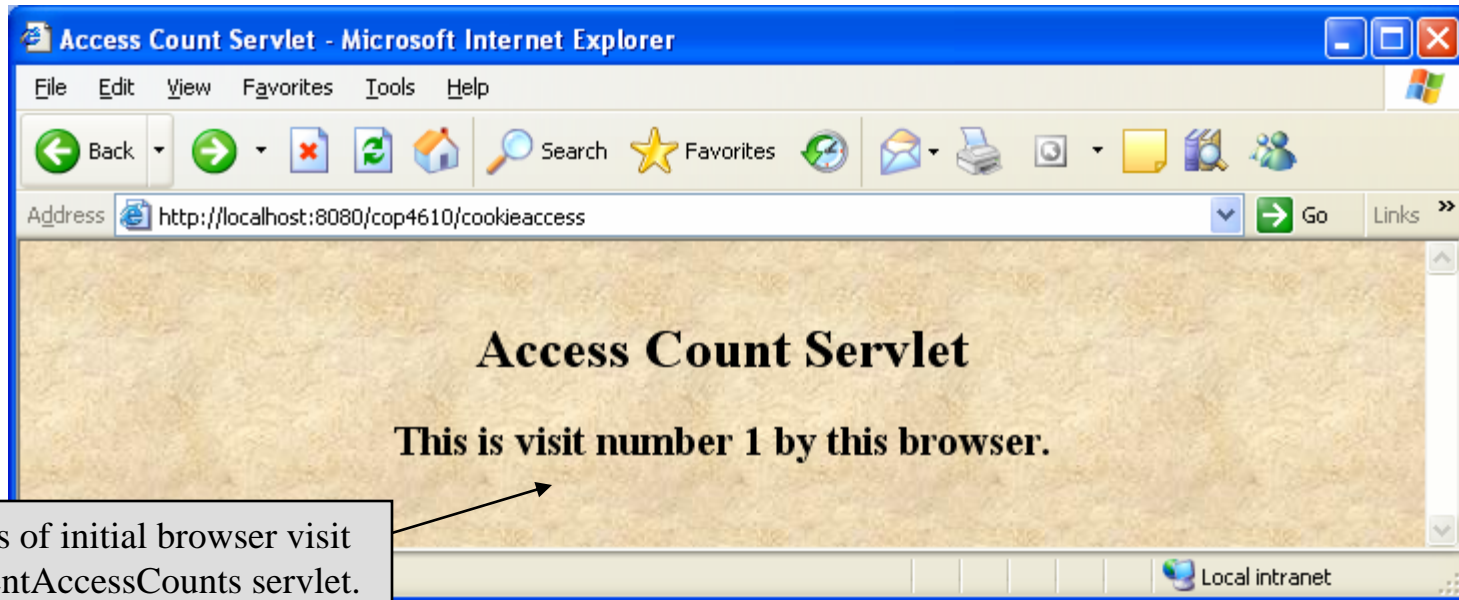 Access Count Servlet - Microsoft Internet Explorer
File Edit View Favorites Tools Help
Back Search Favorites
Address http://localhost:8080/cop4610/cookieaccess Go Links »
Access Count Servlet
This is visit number 1 by this browser.
of initial browser visit
servlet.
Local intranet